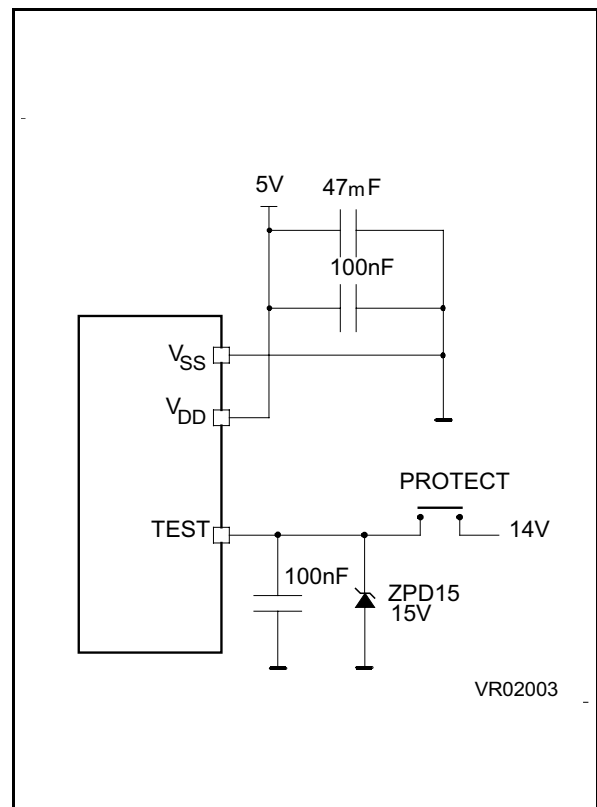 5V
47mF
100nF
VSS
VDD
PROTECT
TEST
14V
100nF
ZPD15
15V
VR02003